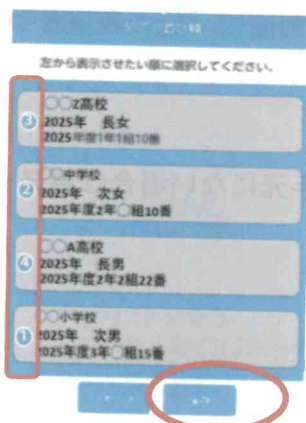 左から表示させたい順に選択してください。
③
〇〇Z高校
2025年 長女
2025年度1年1組10番
②
〇〇中学校
2025年 次女
2025年度2年〇組10番
④
〇〇A高校
2025年 長男
2025年度2年2組22番
①
〇〇小学校
2025年 次男
2025年度3年〇組15番